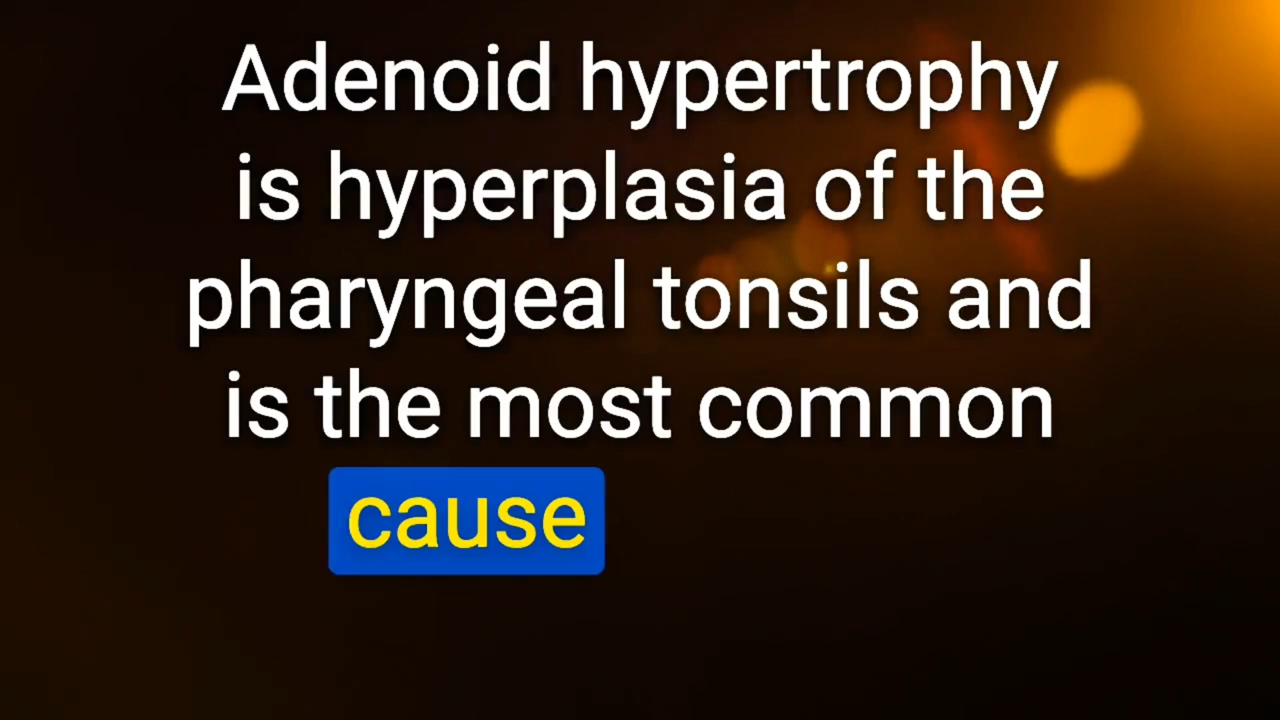 Adenoid hypertrophy
is hyperplasia of the
pharyngeal tonsils and
is the most common
cause